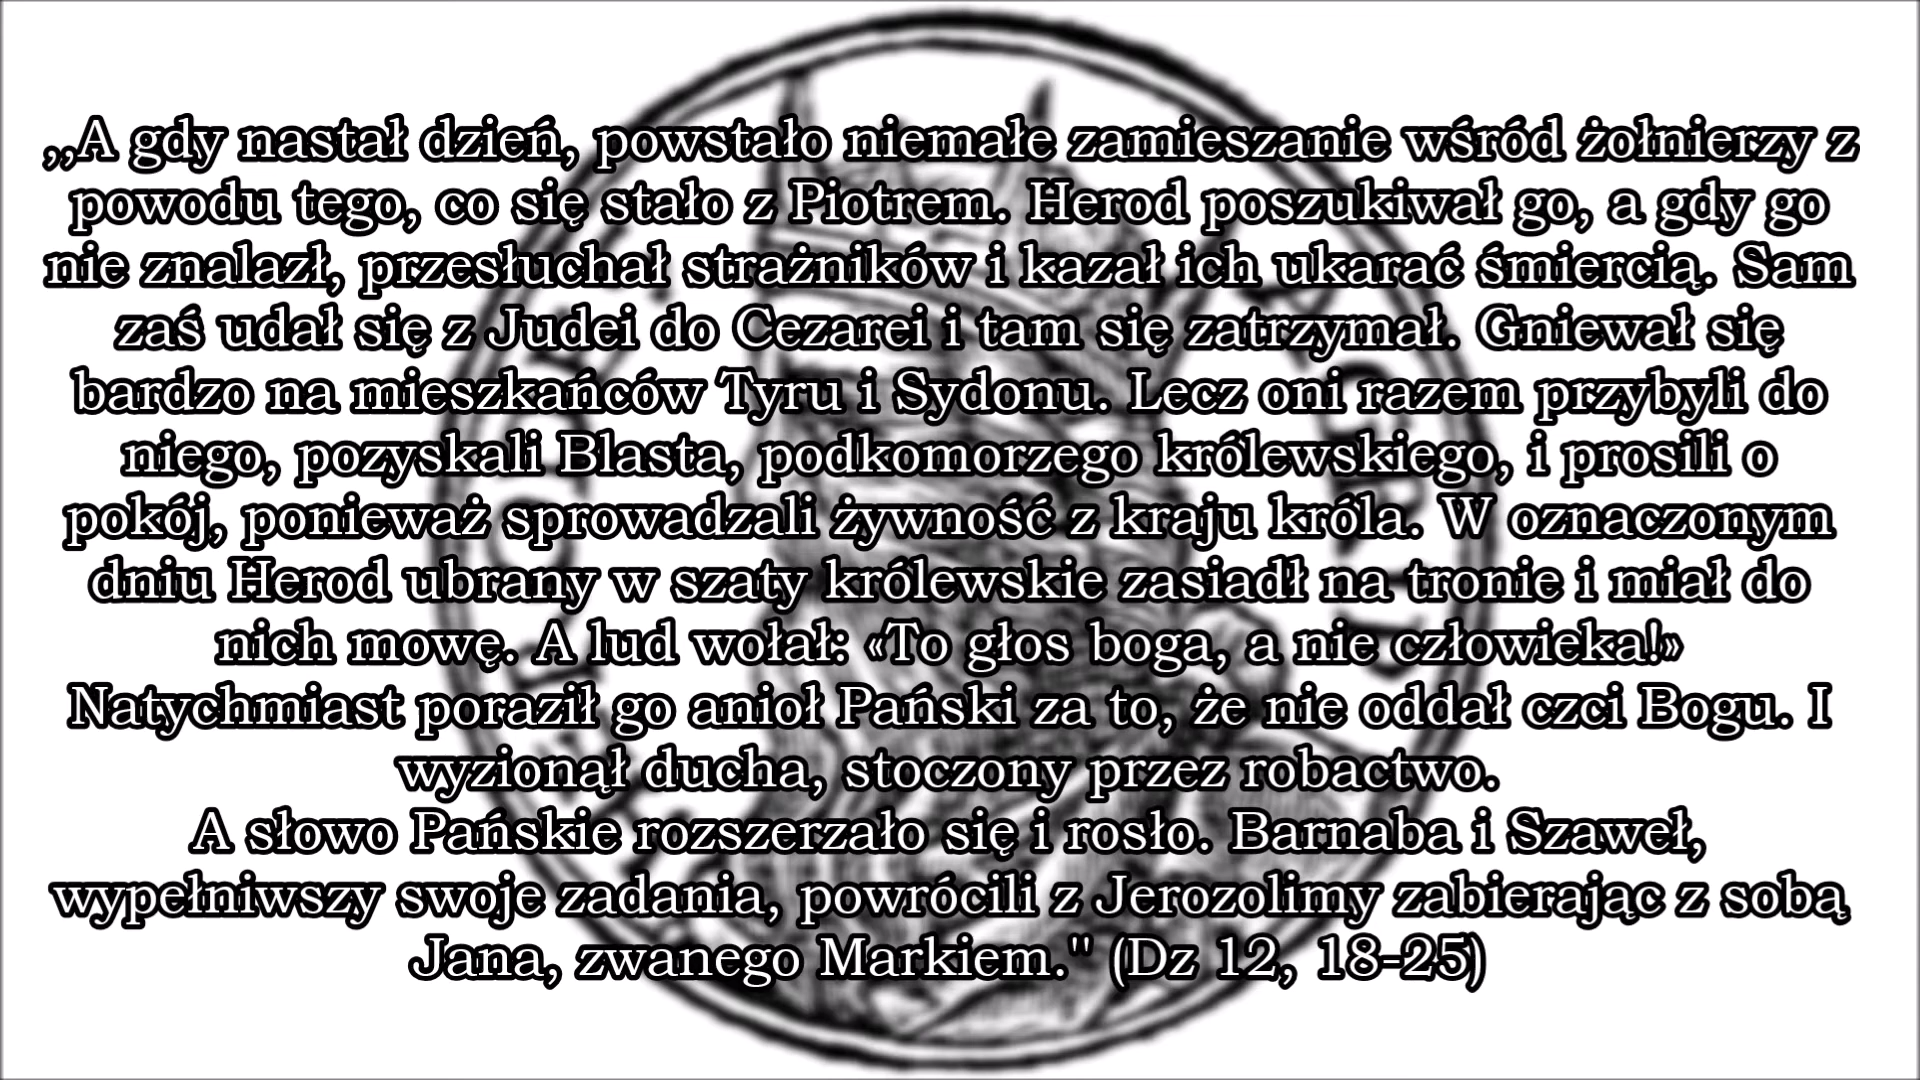 ,,A gdy nastał dzień, powstało niemałe zamieszanie wśród żołnierzy z
powodu tego, co się stało z Piotrem. Herod poszukiwał go, a gdy go
nie znalazł, przesłuchał strażników i kazał ich ukarać śmiercią. Sam
zaś udał się z Judei do Cezarei i tam się zatrzymał. Gniewał się
bardzo na mieszkańców Tyru i Sydonu. Lecz oni razem przybyli do
niego, pozyskali Blasta, podkomorzego królewskiego, i prosili o
pokój, ponieważ sprowadzali żywność z kraju króla. W oznaczonym
dniu Herod ubrany w szaty królewskie zasiadł na tronie i miał do
nich mowę. A lud wołał: «To głos boga, a nie człowieka!»
Natychmiast poraził go anioł Pański za to, że nie oddał czci Bogu. I
wyzionął ducha, stoczony przez robactwo.
A słowo Pańskie rozszerzało się i rosło. Barnaba i Szaweł,
wypełniwszy swoje zadania, powrócili z Jerozolimy zabierając z sobą
Jana, zwanego Markiem." (Dz 12, 18-25)